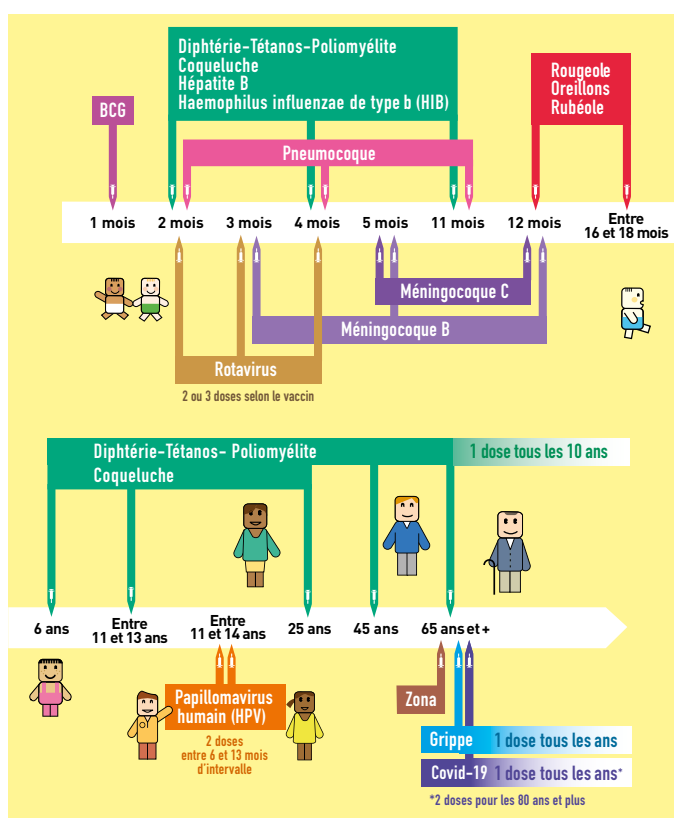 Diphtérie-Tétanos-Poliomyélite
Coqueluche
Hépatite B
Haemophilus influenzae de type b (HIB)
Rougeole
Oreillons
Rubéole
BCG
Pneumocoque
1 mois
2 mois
3 mois
4 mois
5 mois
11 mois
12 mois
Entre
16 et 18 mois
Méningocoque C
Méningocoque B
Rotavirus
2 ou 3 doses selon le vaccin
Diphtérie-Tétanos- Poliomyélite
Coqueluche
1 dose tous les 10 ans
6 ans
Entre
11 et 13 ans
Entre
11 et 14 ans
25 ans
45 ans
65 ans et +
Papillomavirus
humain (HPV)
2 doses
entre 6 et 13 mois
d'intervalle
Zona
Grippe 1 dose tous les ans
Covid-19 1 dose tous les ans*
*2 doses pour les 80 ans et plus